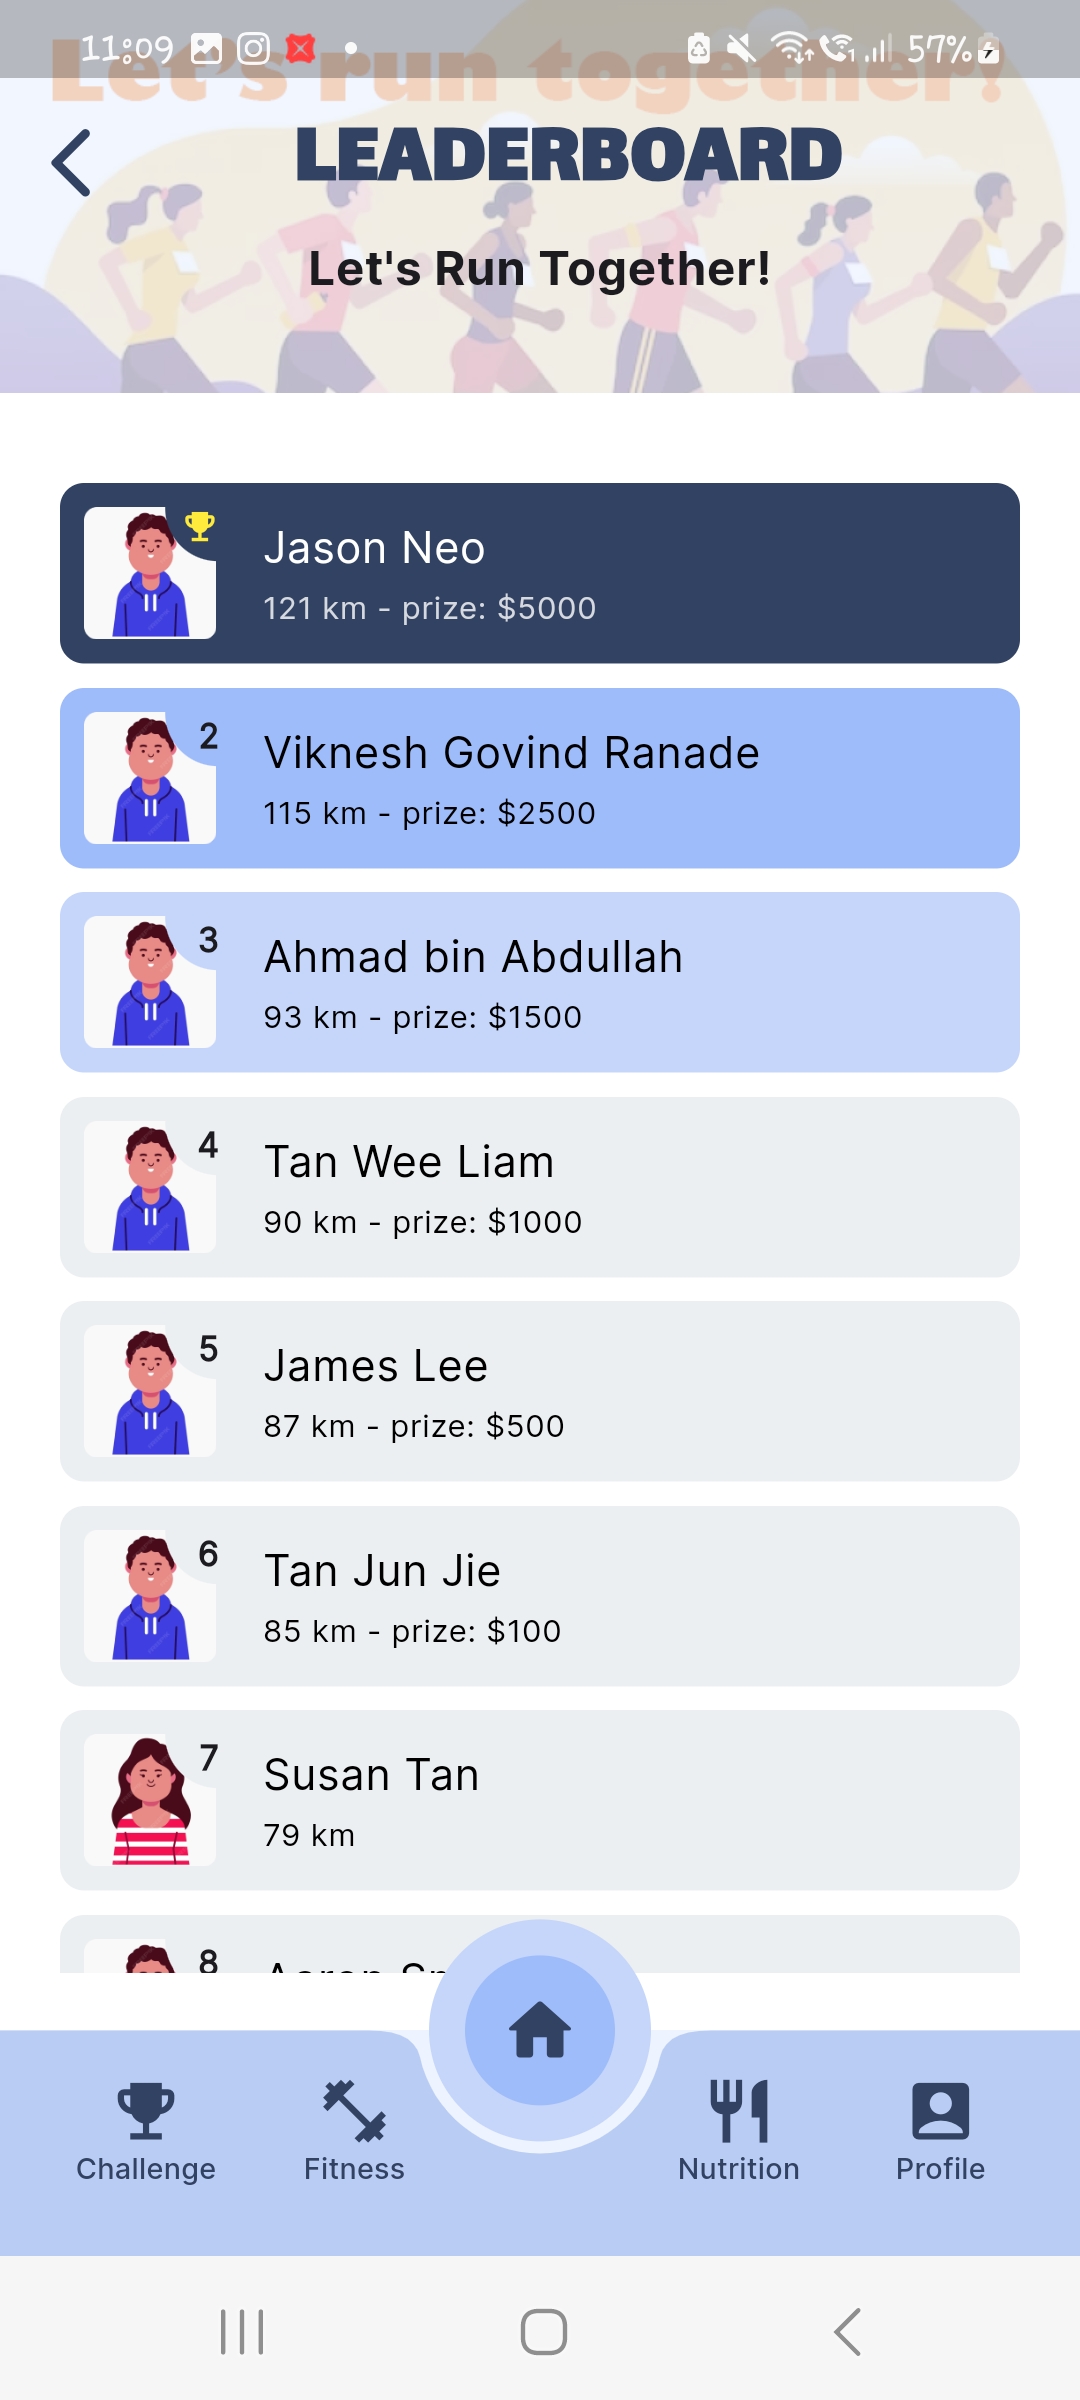 11:09
57%
Let's run together!
LEADERBOARD
Let's Run Together!
Jason Neo
121 km - prize: $5000
2
Viknesh Govind Ranade
115 km - prize: $2500
3
Ahmad bin Abdullah
93 km - prize: $1500
4
Tan Wee Liam
90 km - prize: $1000
5
James Lee
87 km - prize: $500
6
Tan Jun Jie
85 km - prize: $100
7
Susan Tan
79 km
8
Challenge
Fitness
Nutrition
Profile